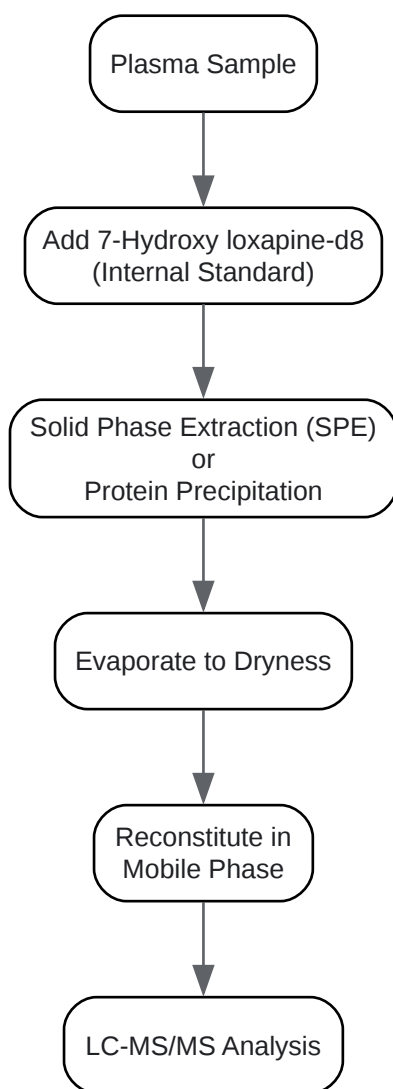 Plasma Sample
Add 7-Hydroxy loxapine-d8
(Internal Standard)
Solid Phase Extraction (SPE)
or
Protein Precipitation
Evaporate to Dryness
Reconstitute in
Mobile Phase
LC-MS/MS Analysis